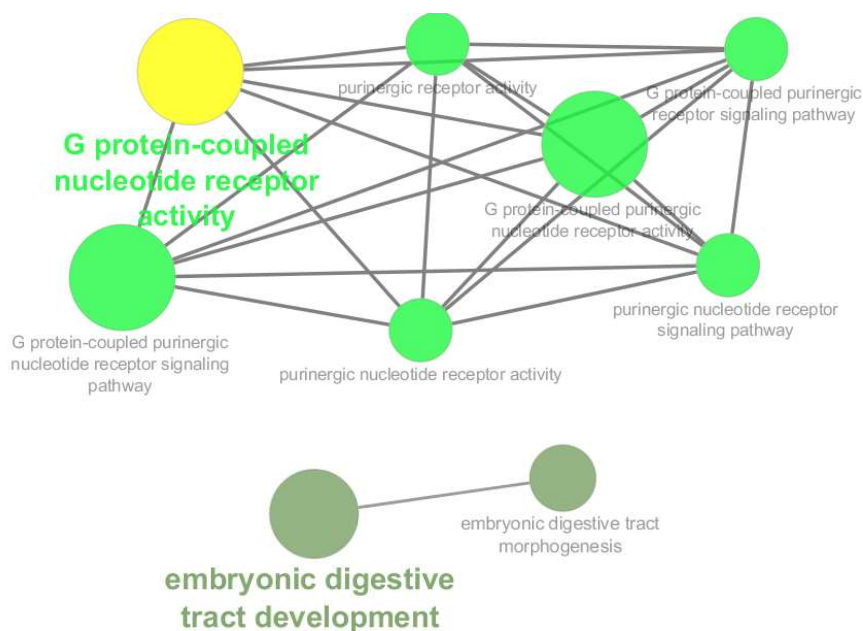 purinergic receptor activity
G protein-coupled purinergic
receptor signaling pathway
G protein-coupled
nucleotide receptor
activity
G protein-coupled purinergic
nucleotide receptor activity
purinergic nucleotide receptor
signaling pathway
G protein-coupled purinergic
nucleotide receptor signaling
pathway
purinergic nucleotide receptor activity
embryonic digestive tract
morphogenesis
embryonic digestive
tract development